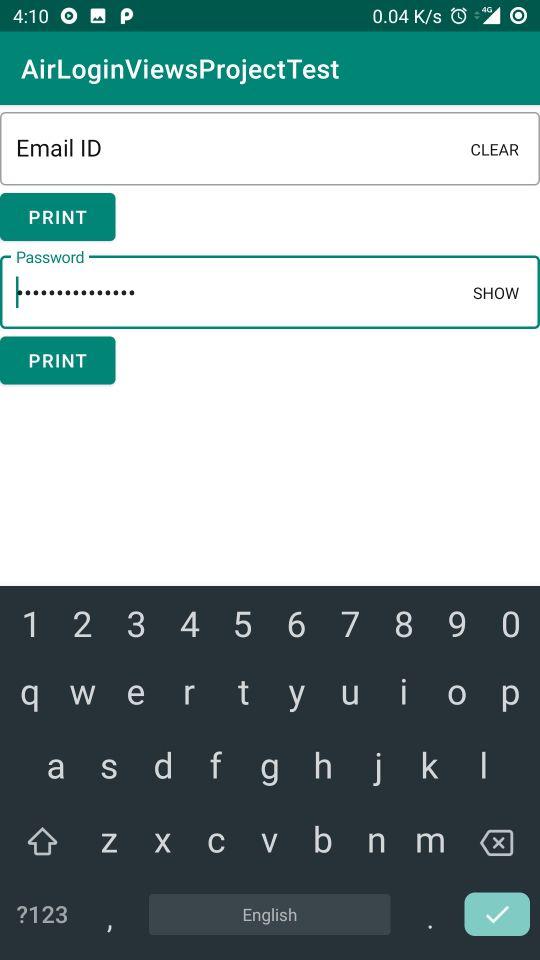 4:10 0.04 K/s 4G
AirLoginViewsProjectTest
Email ID CLEAR
PRINT
Password
••••••••••••••• SHOW
PRINT
1 2 3 4 5 6 7 8 9 0
q w e r t y u i o p
a s d f g h j k l
z x c v b n m
?123 , English .